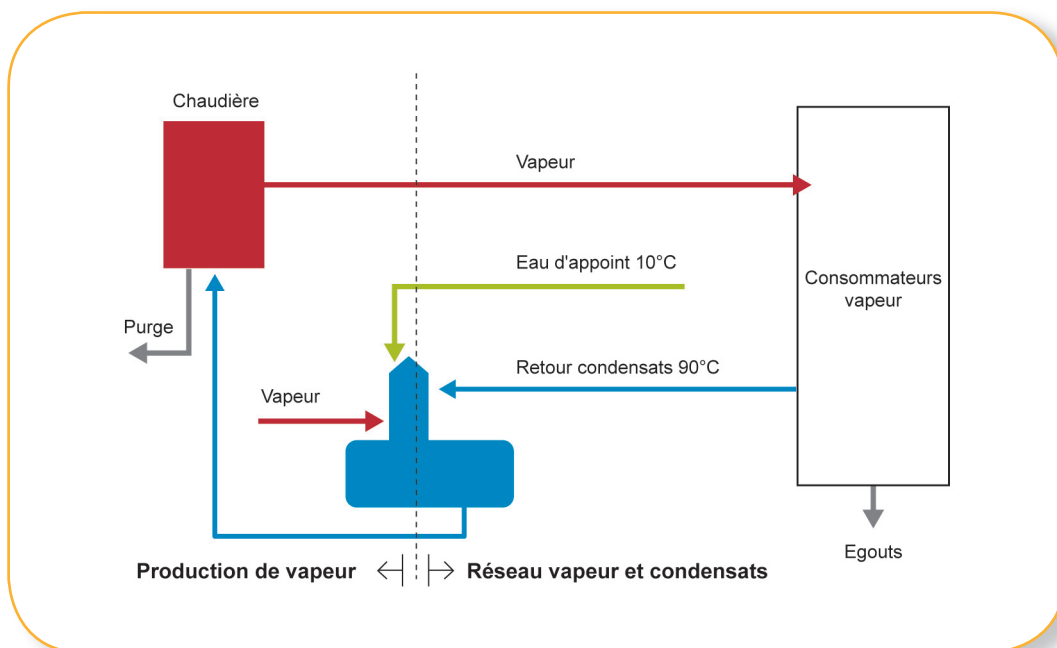 Chaudière
Vapeur
Eau d'appoint 10°C
Consommateurs
vapeur
Purge
Retour condensats 90°C
Vapeur
Egouts
Production de vapeur
Réseau vapeur et condensats